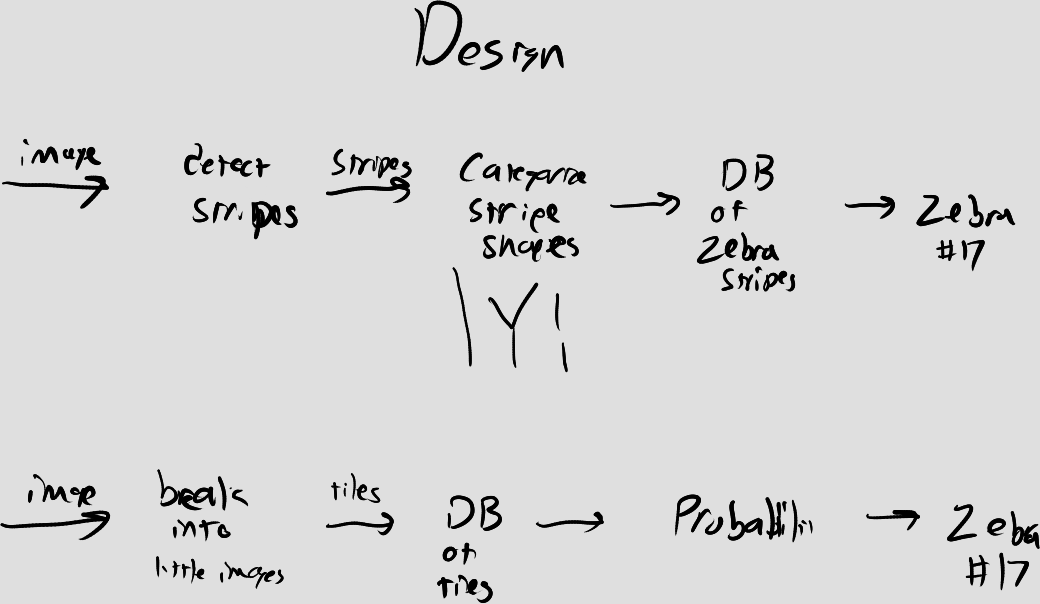 Design
image
detect
stripes
stripes
Categorize
stripe
shapes
DB
of
Zebra
stripes
Zebra
#17
image
break
into
little images
tiles
DB
of
tiles
Zebra
#17